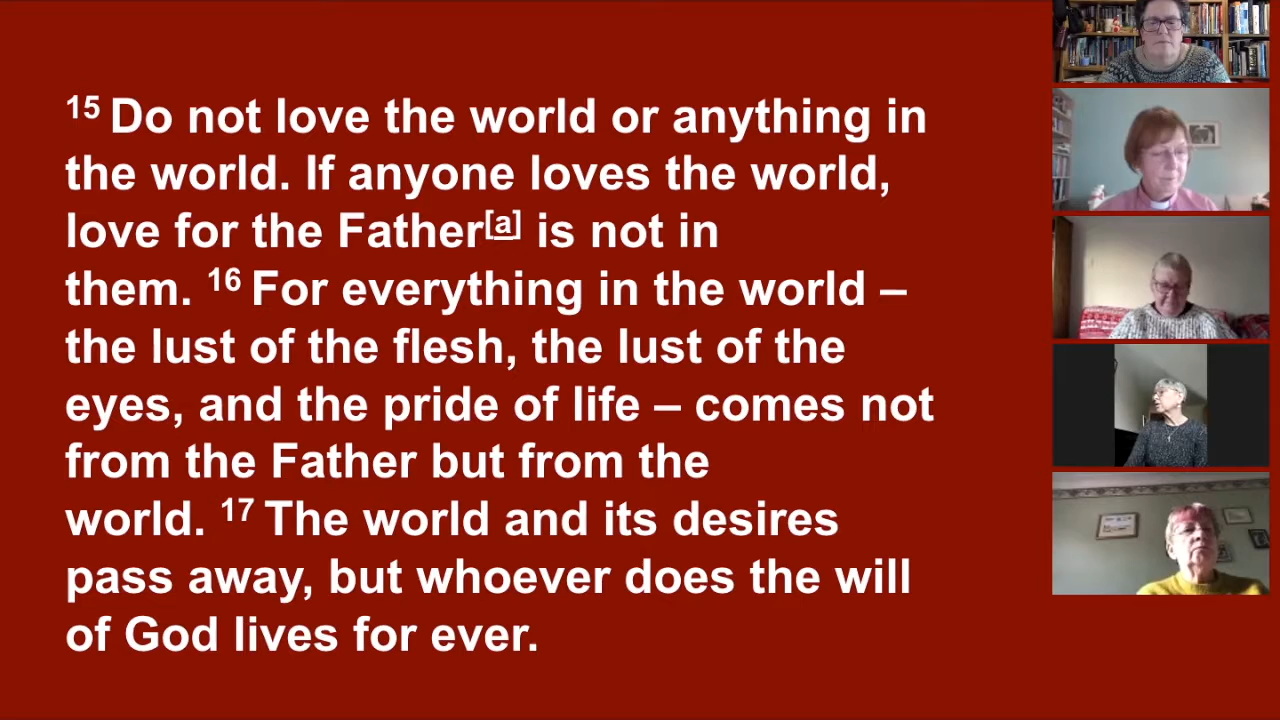 15 Do not love the world or anything in
the world. If anyone loves the world,
love for the Father[a] is not in
them. 16 For everything in the world –
the lust of the flesh, the lust of the
eyes, and the pride of life – comes not
from the Father but from the
world. 17 The world and its desires
pass away, but whoever does the will
of God lives for ever.